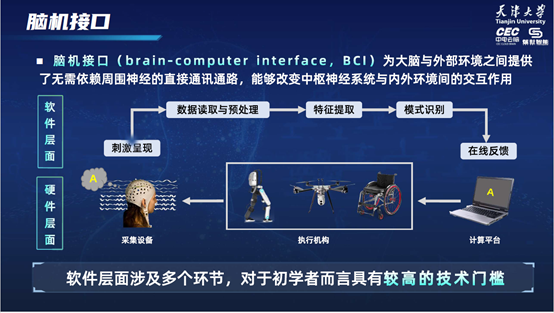 脑机接口
天津大学
Tianjin University
CEC
中电云脑
集智智能
■ 脑机接口（brain-computer interface，BCI）为大脑与外部环境之间提供
了无需依赖周围神经的直接通讯通路，能够改变中枢神经系统与内外环境间的交互作用
软件层面
数据读取与预处理
特征提取
模式识别
刺激呈现
在线反馈
硬件层面
A
A
采集设备
执行机构
计算平台
软件层面涉及多个环节，对于初学者而言具有较高的技术门槛